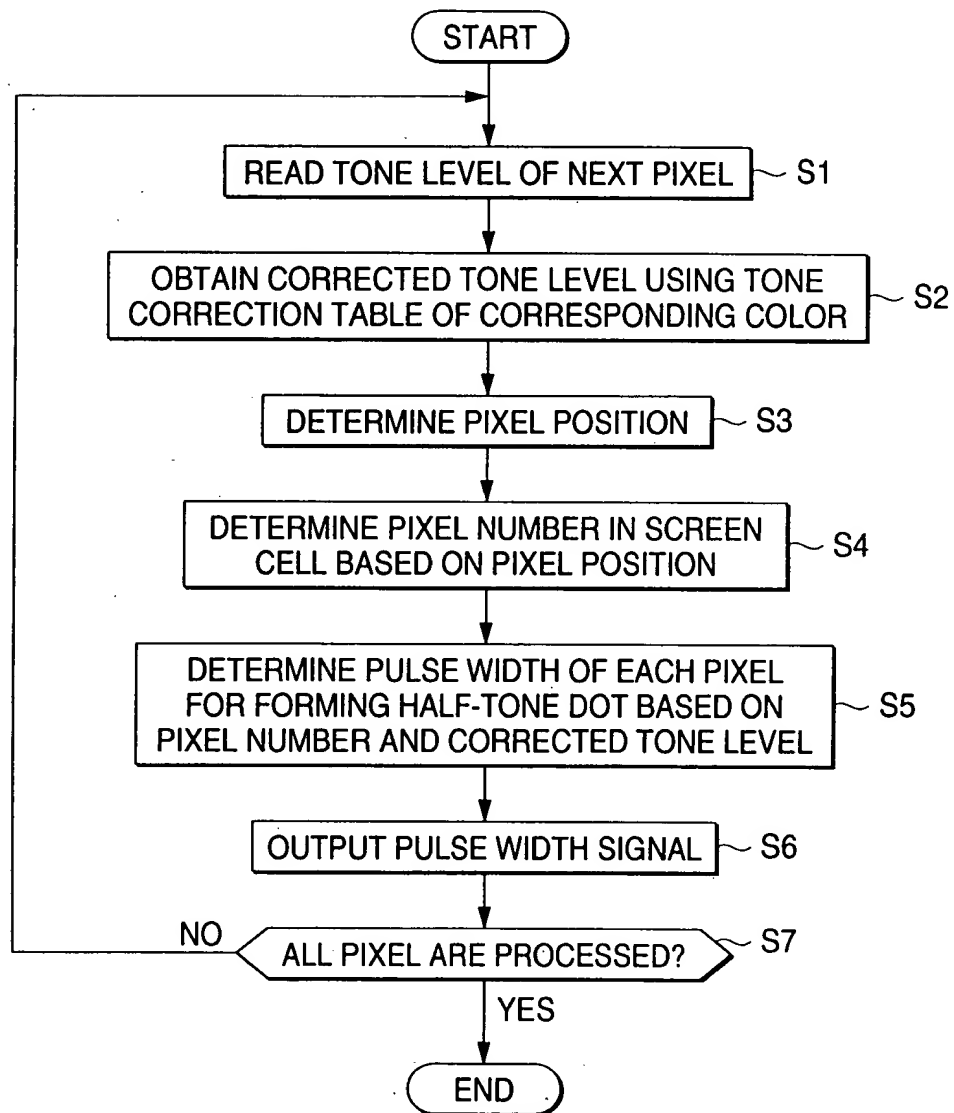 START
READ TONE LEVEL OF NEXT PIXEL
S1
OBTAIN CORRECTED TONE LEVEL USING TONE
CORRECTION TABLE OF CORRESPONDING COLOR
S2
DETERMINE PIXEL POSITION
S3
DETERMINE PIXEL NUMBER IN SCREEN
CELL BASED ON PIXEL POSITION
S4
DETERMINE PULSE WIDTH OF EACH PIXEL
FOR FORMING HALF-TONE DOT BASED ON
PIXEL NUMBER AND CORRECTED TONE LEVEL
S5
OUTPUT PULSE WIDTH SIGNAL
S6
NO
ALL PIXEL ARE PROCESSED?
S7
YES
END